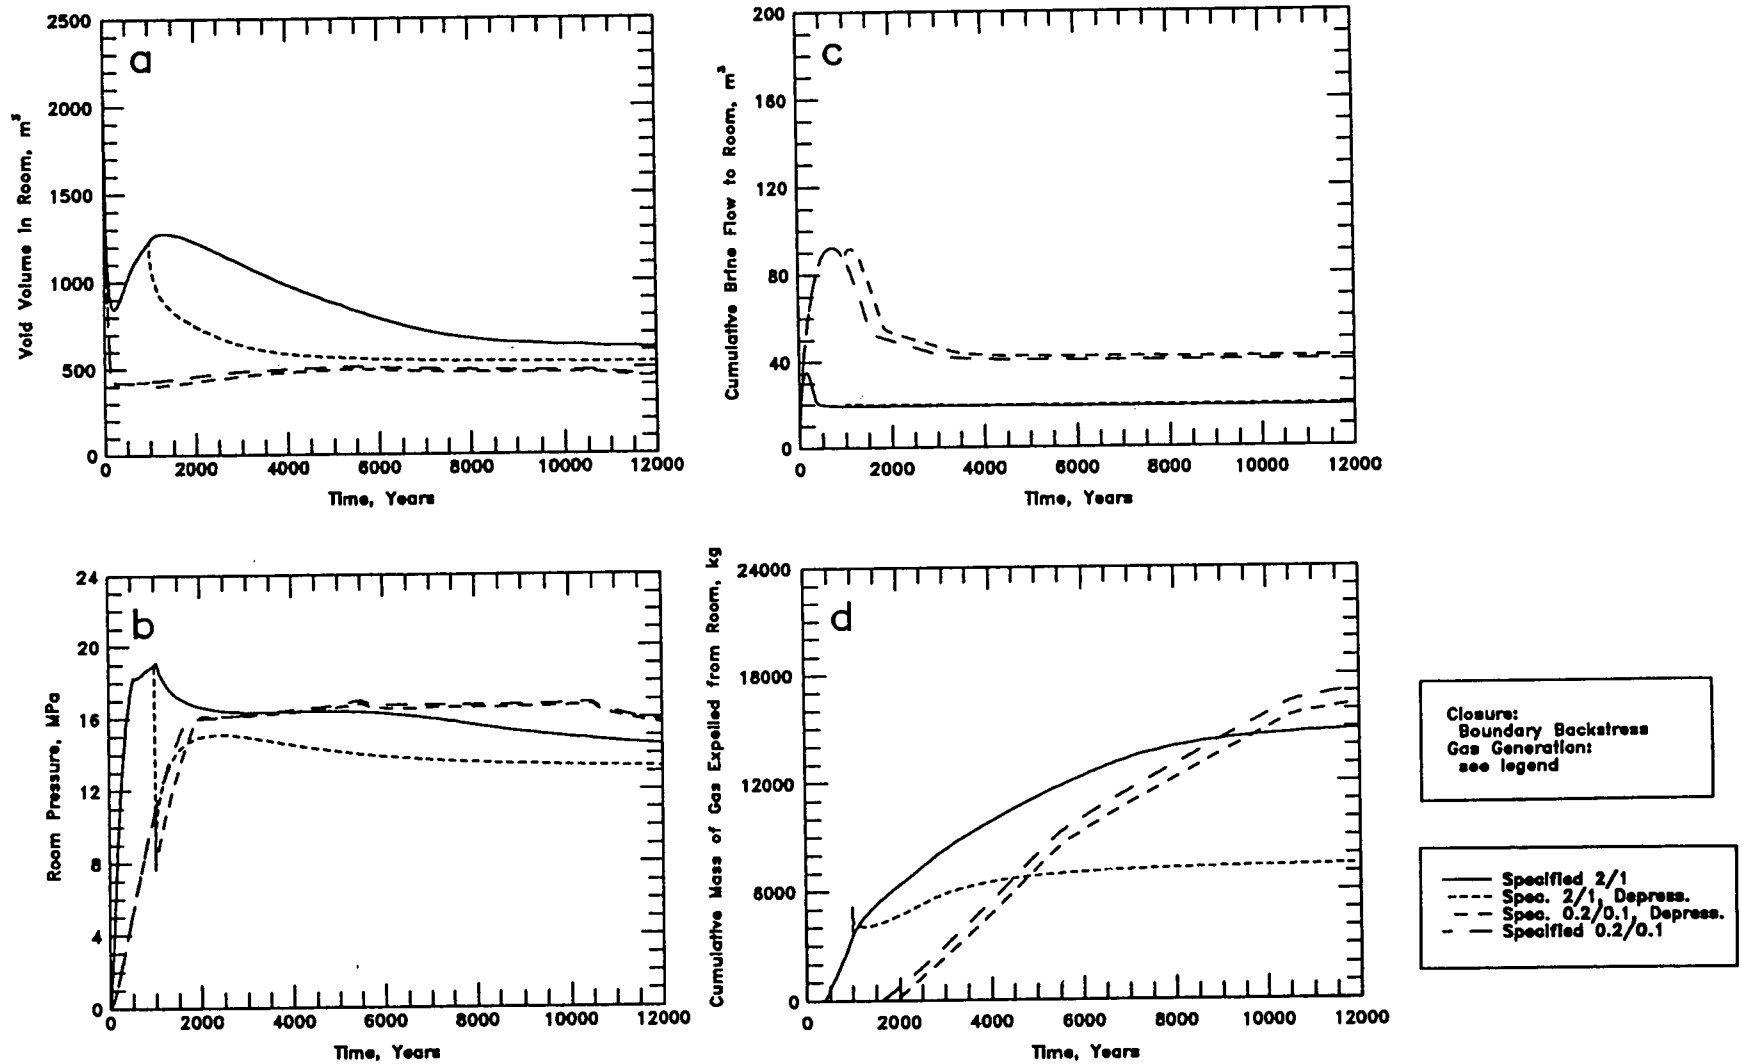 a
2500
2000
1500
1000
500
0
0 2000 4000 6000 8000 10000 12000
Void Volume in Room, m³
Time, Years
c
200
160
120
80
40
0
0 2000 4000 6000 8000 10000 12000
Cumulative Brine Flow to Room, m³
Time, Years
b
24
20
16
12
8
4
0
0 2000 4000 6000 8000 10000 12000
Room Pressure, MPa
Time, Years
d
24000
18000
12000
6000
0
0 2000 4000 6000 8000 10000 12000
Cumulative Mass of Gas Expelled from Room, kg
Time, Years
Closure:
Boundary Backstress
Gas Generation:
see legend
Specified 2/1
Spec. 2/1, Depress.
Spec. 0.2/0.1, Depress.
Specified 0.2/0.1